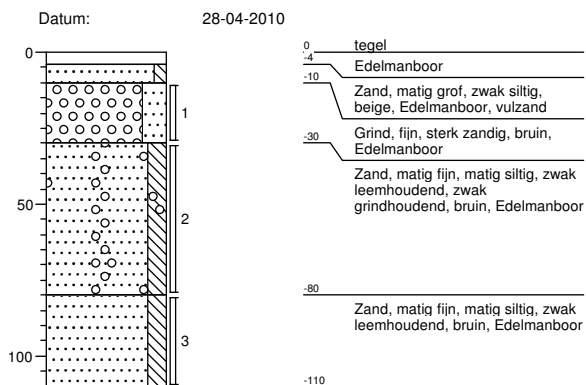 Datum: 28-04-2010
0
50
100
1
2
3
0 tegel
-4
Edelmanboor
-10
Zand, matig grof, zwak siltig,
beige, Edelmanboor, vulzand
Grind, fijn, sterk zandig, bruin,
-30
Edelmanboor
Zand, matig fijn, matig siltig, zwak
leemhoudend, zwak
grindhoudend, bruin, Edelmanboor
-80
Zand, matig fijn, matig siltig, zwak
leemhoudend, bruin, Edelmanboor
-110